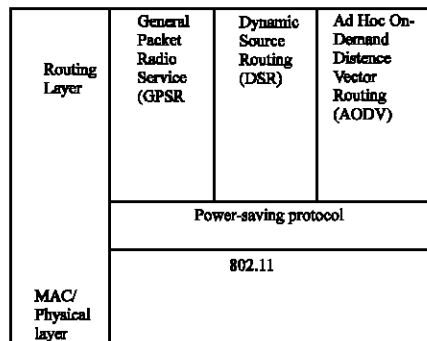 Routing
Layer
General
Packet
Radio
Service
(GPSR
Dynamic
Source
Routing
(DSR)
Ad Hoc On-
Demand
Distence
Vector
Routing
(AODV)
Power-saving protocol
802.11
MAC/
Physical
layer